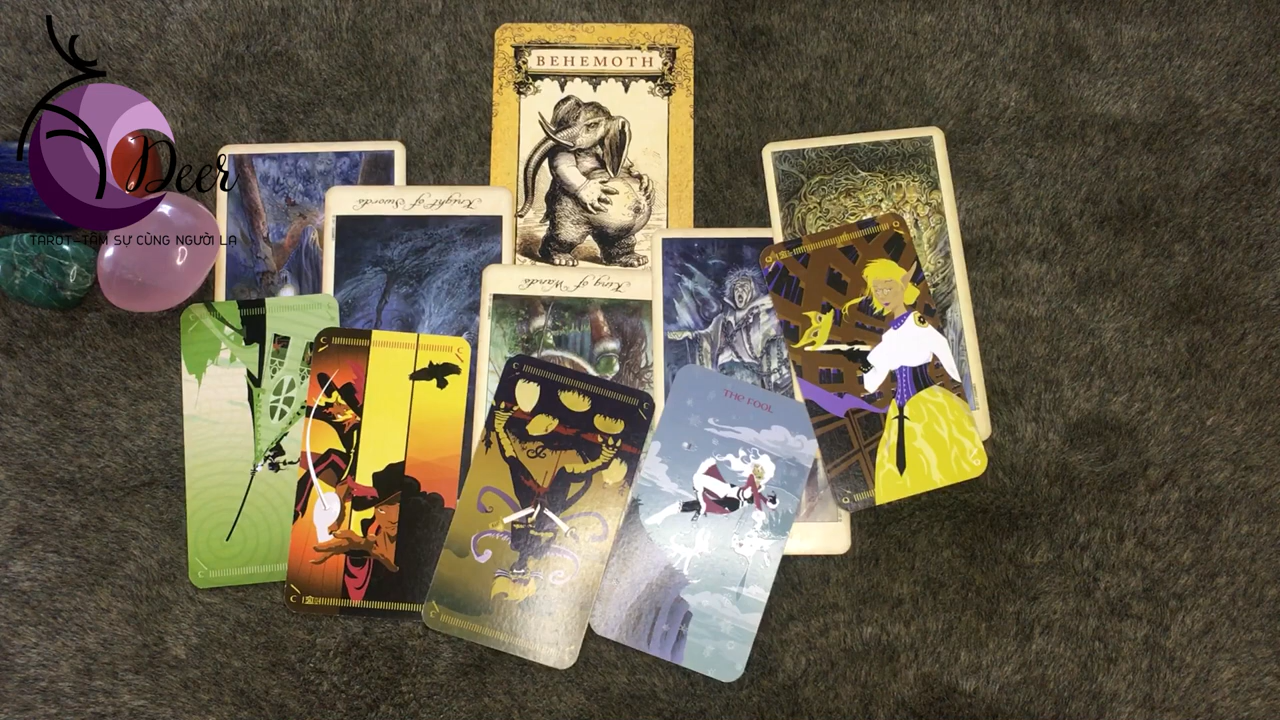 Deer
TAROT-TÂM SỰ CÙNG NGƯỜI LẠ
BEHEMOTH
Knight of Swords
King of Wands
THE FOOL